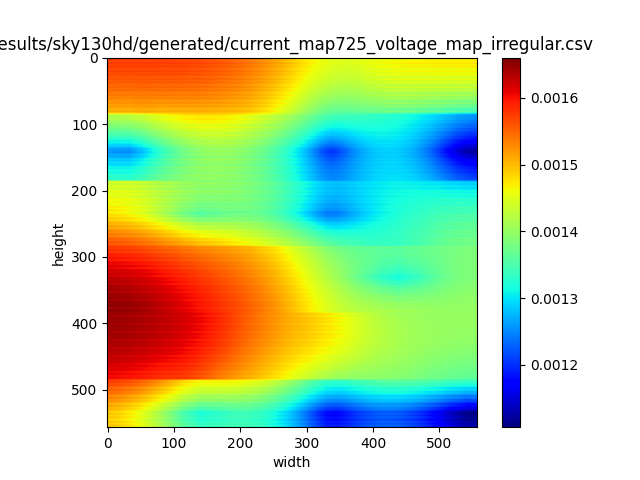 esults/sky130hd/generated/current_map725_voltage_map_irregular.csv
0
100
200
300
400
500
height
0 100 200 300 400 500
width
0.0016
0.0015
0.0014
0.0013
0.0012